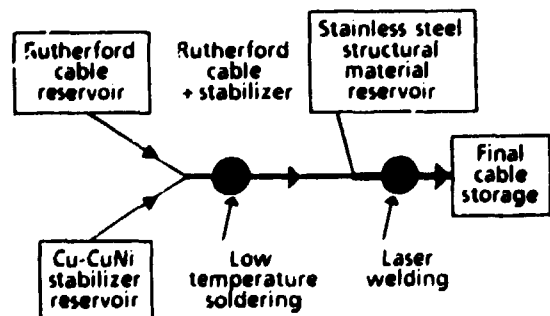 Rutherford
cable
reservoir
Rutherford
cable
+ stabilizer
Stainless steel
structural
material
reservoir
Final
cable
storage
Cu-CuNi
stabilizer
reservoir
Low
temperature
soldering
Laser
welding